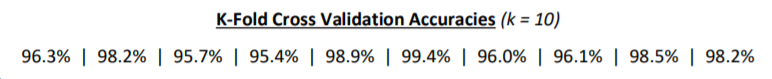 K-Fold Cross Validation Accuracies (k = 10)
96.3% | 98.2% | 95.7% | 95.4% | 98.9% | 99.4% | 96.0% | 96.1% | 98.5% | 98.2%